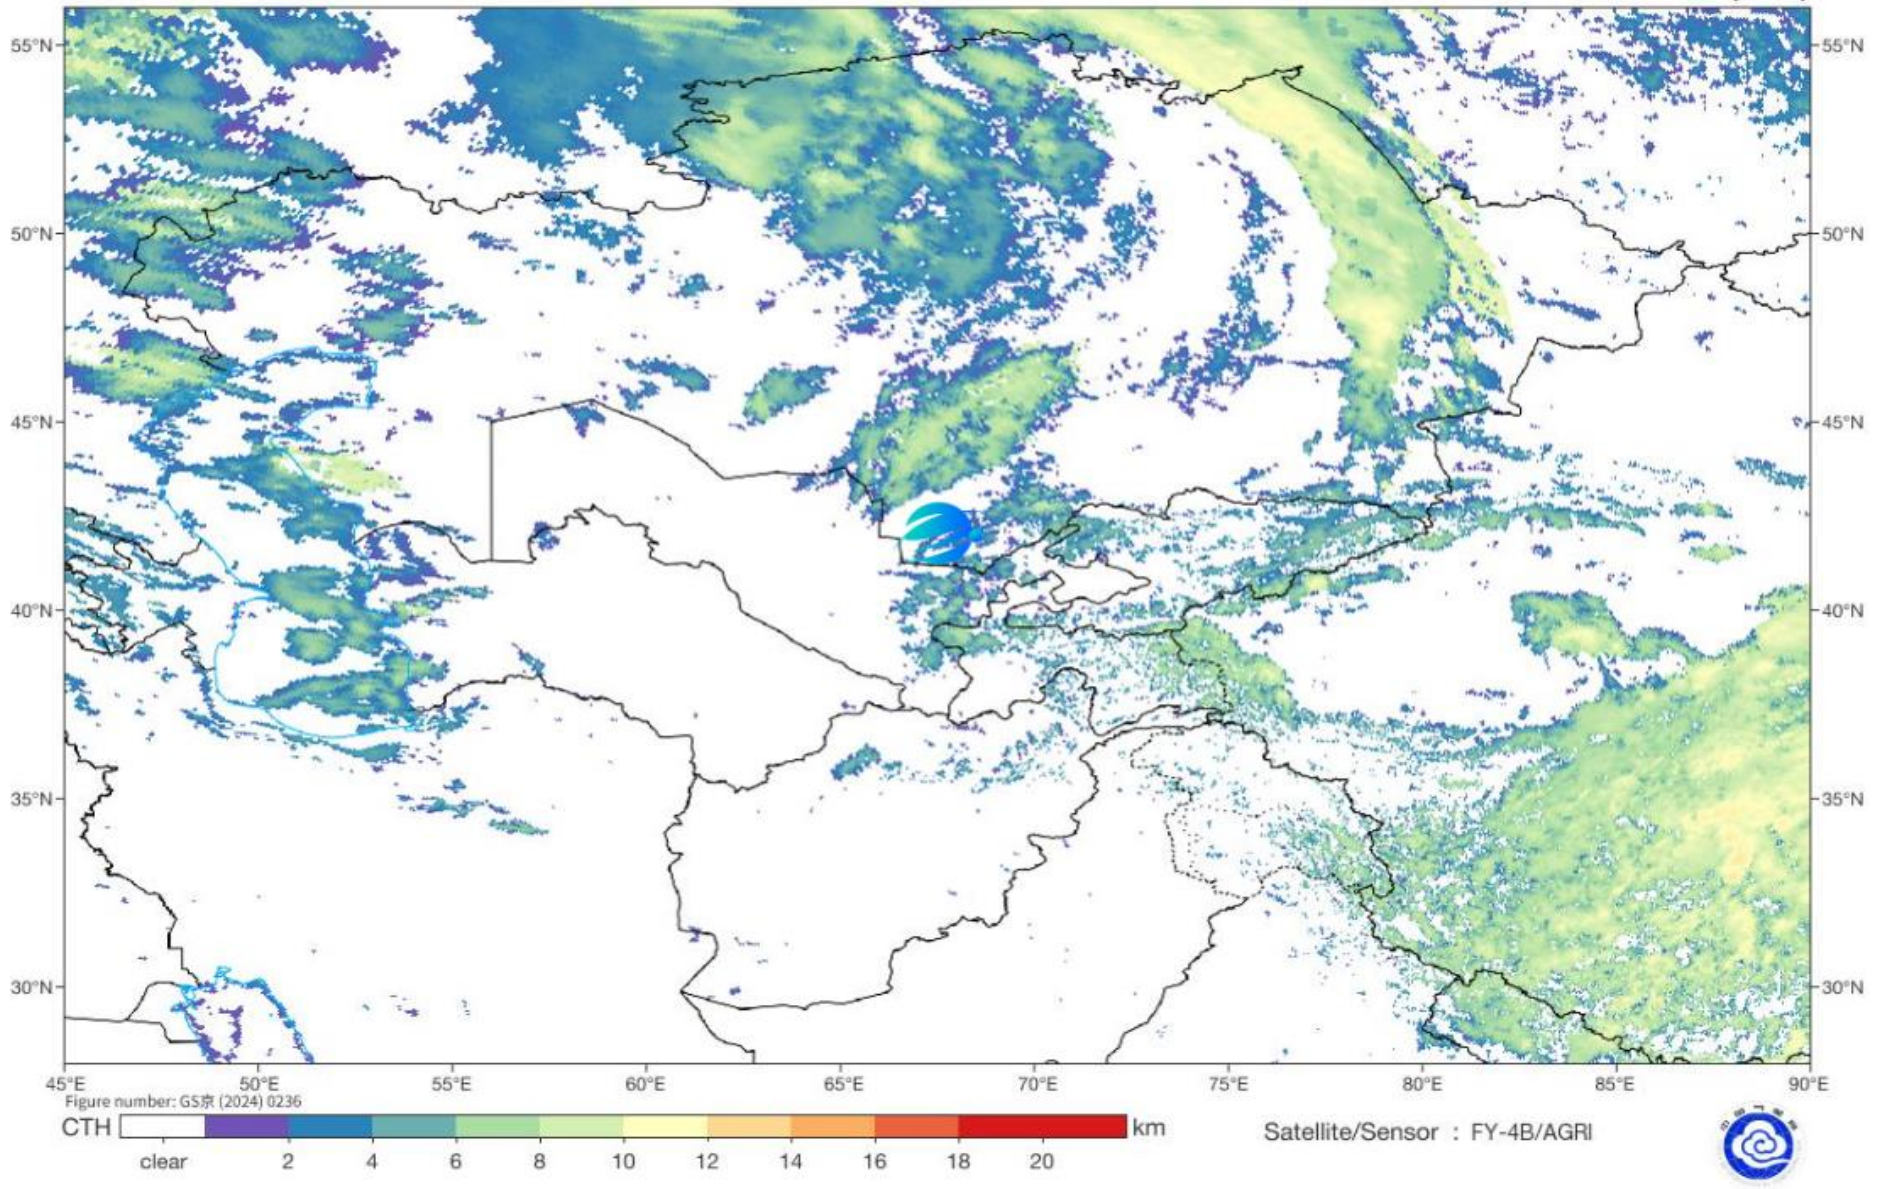 55°N
55°N
50°N
50°N
45°N
45°N
40°N
40°N
35°N
35°N
30°N
30°N
45°E 50°E 55°E 60°E 65°E 70°E 75°E 80°E 85°E 90°E
Figure number: GS京 (2024) 0236
CTH km Satellite/Sensor : FY-4B/AGRI
clear 2 4 6 8 10 12 14 16 18 20